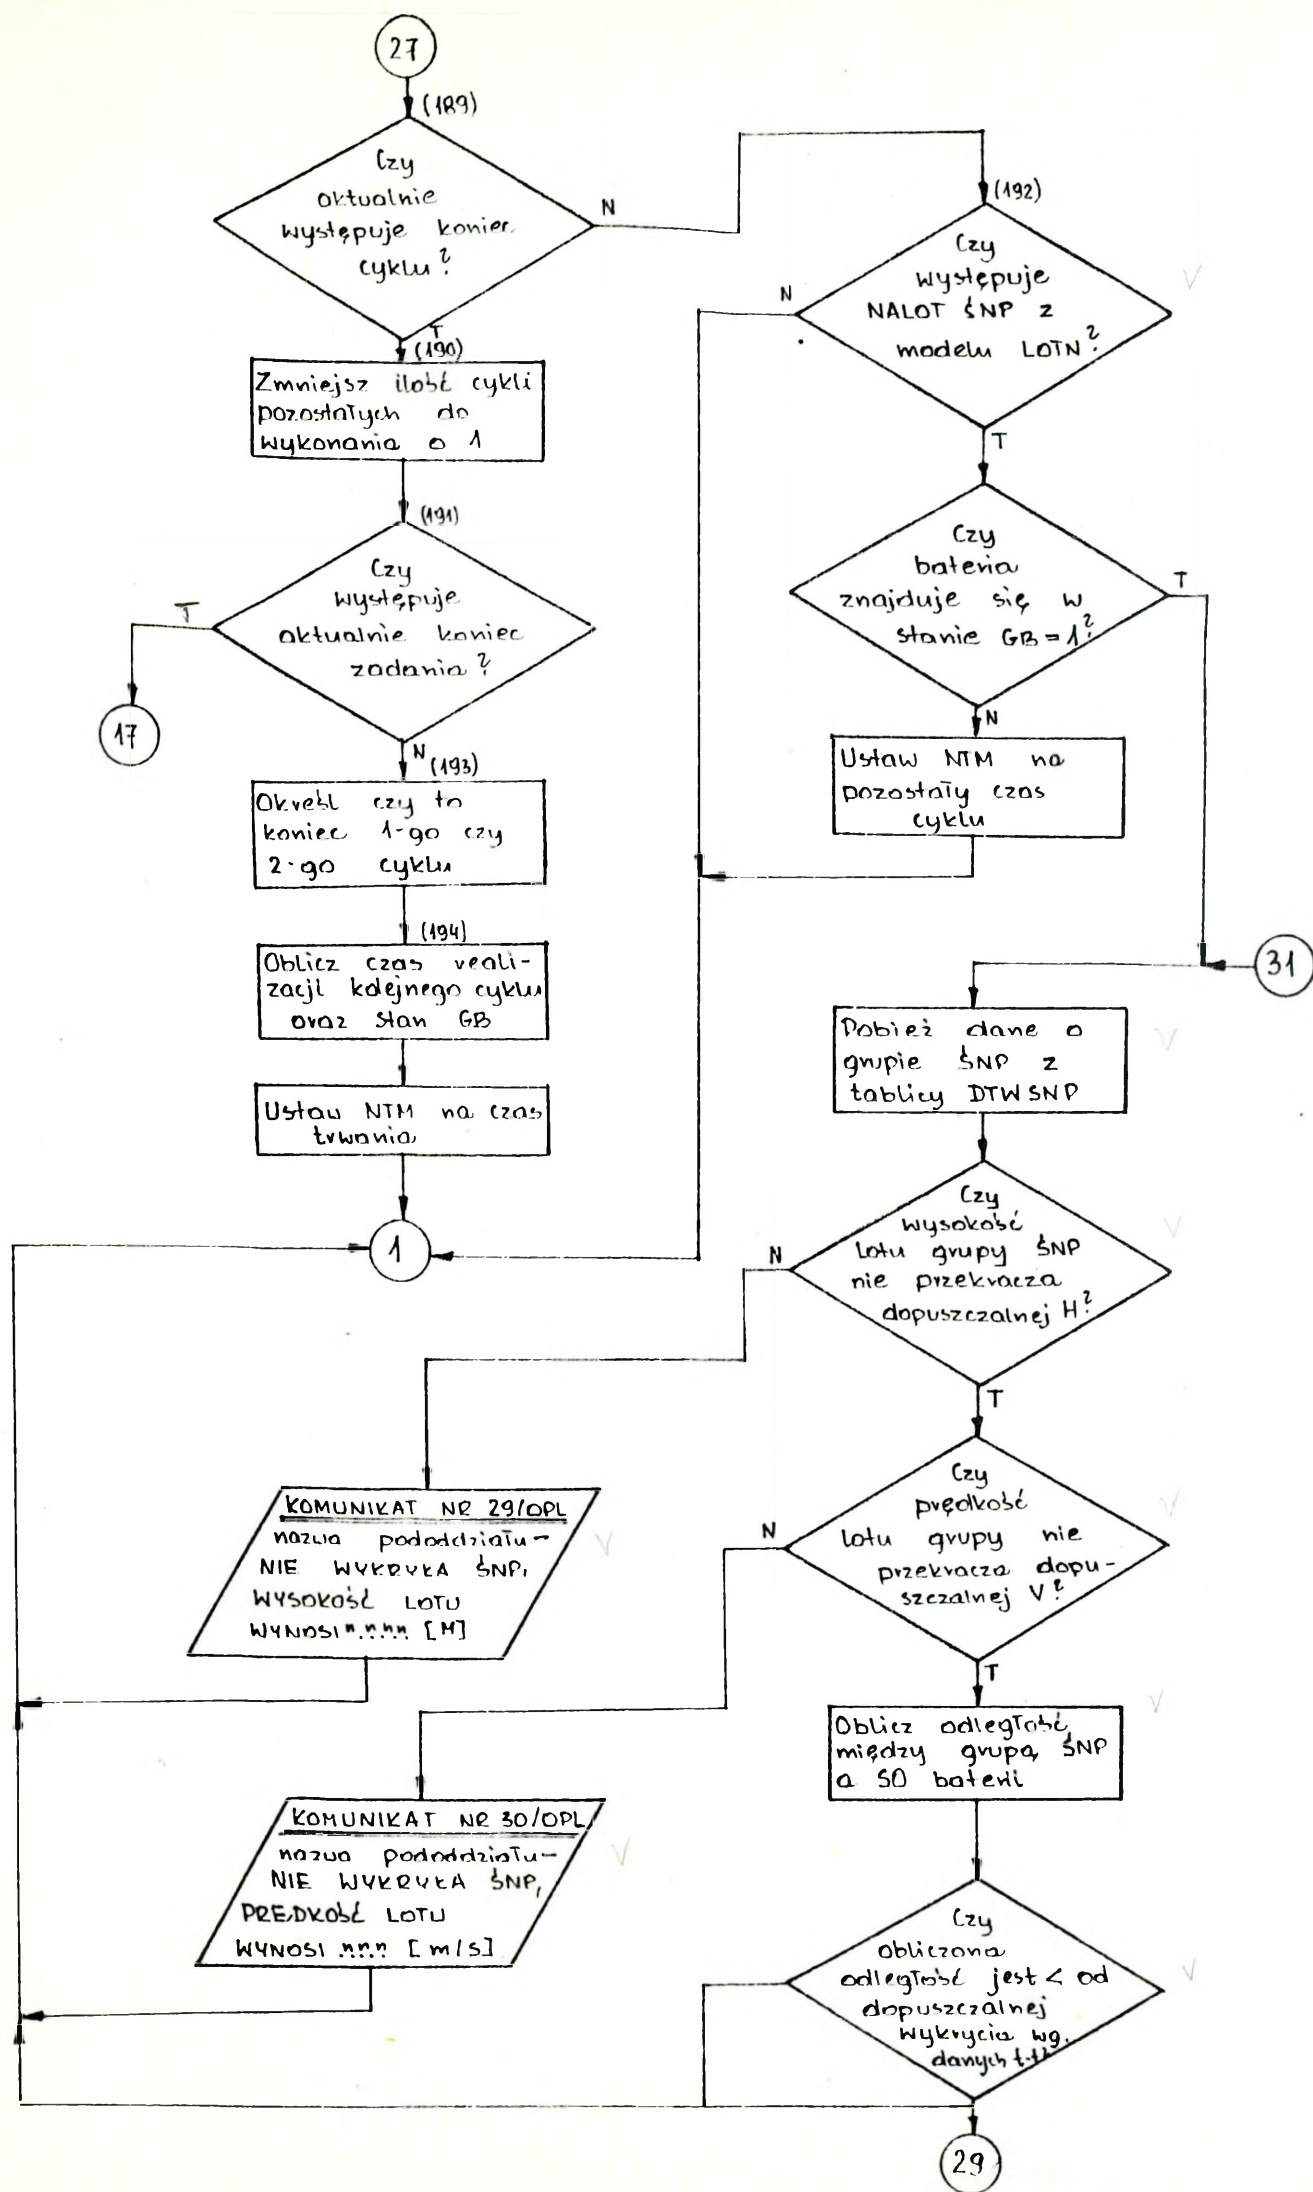 27
(189)
Czy
aktualnie
występuje koniec
cyklu?
N
T
(190)
Zmniejsz ilość cykli
pozostałych do
wykonania o 1
(191)
Czy
występuje
aktualnie koniec
zadania?
T
17
N
(193)
Określ czy to
koniec 1-go czy
2-go cyklu
(194)
Oblicz czas reali-
zacji kolejnego cyklu
oraz stan GB
Ustaw NTM na czas
trwania
1
(192)
Czy
występuje
NALOT ŚNP z
modelu LOTN?
N
T
Czy
bateria
znajduje się w
stanie GB = 1?
T
N
Ustaw NTM na
pozostały czas
cyklu
31
Pobież dane o
grupie ŚNP z
tablicy DTWSNP
Czy
wysokość
lotu grupy ŚNP
nie przekracza
dopuszczalnej H?
N
T
KOMUNIKAT NR 29/OPL
nazwa pododdziału-
NIE WYKRYŁA ŚNP,
WYSOKOŚĆ LOTU
WYNOSI n.n.n.n [M]
Czy
prędkość
lotu grupy nie
przekracza dopu-
szczalnej V?
N
T
KOMUNIKAT NR 30/OPL
nazwa pododdziału-
NIE WYKRYŁA ŚNP,
PRĘDKOŚĆ LOTU
WYNOSI n.n.n [m/s]
Oblicz odległość
między grupą ŚNP
a SO baterii
Czy
obliczona
odległość jest < od
dopuszczalnej
wykrycia wg.
danych
29